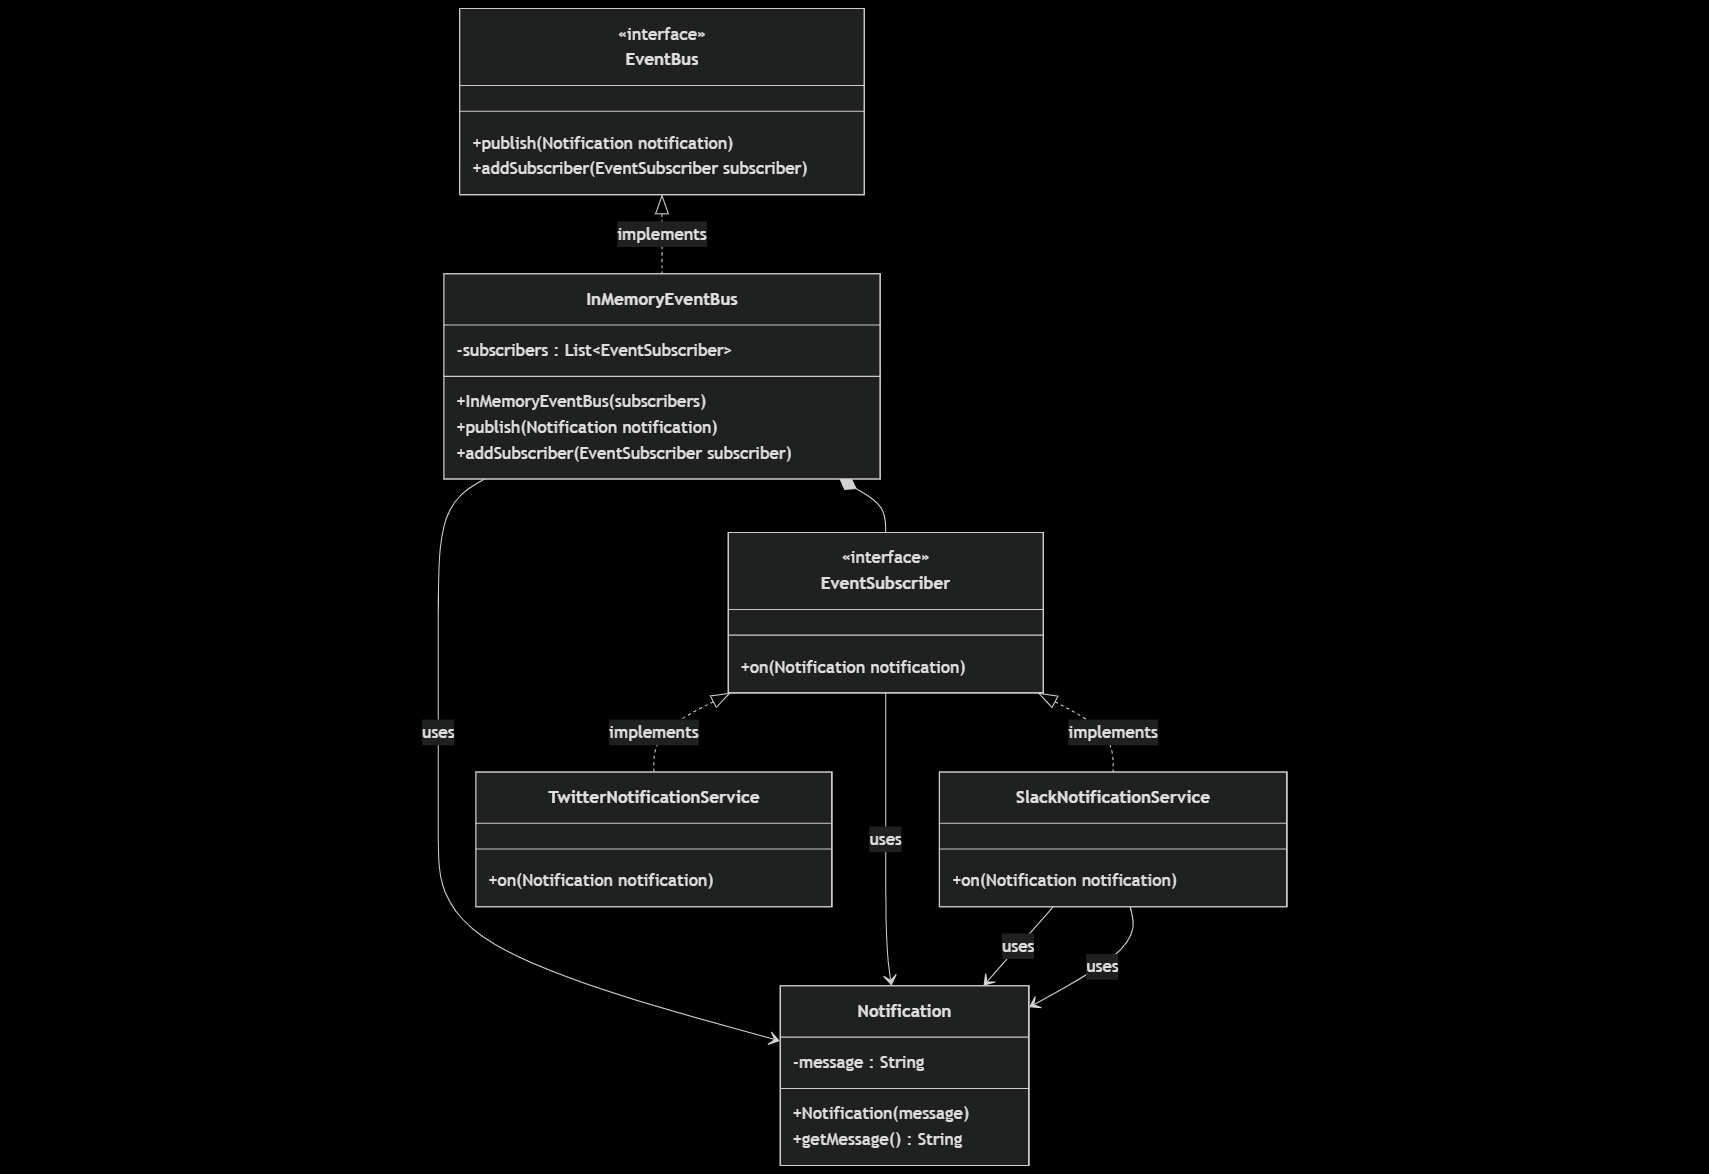 «interface»
EventBus
+publish(Notification notification)
+addSubscriber(EventSubscriber subscriber)
implements
InMemoryEventBus
-subscribers : List<EventSubscriber>
+InMemoryEventBus(subscribers)
+publish(Notification notification)
+addSubscriber(EventSubscriber subscriber)
«interface»
EventSubscriber
+on(Notification notification)
uses
implements
implements
TwitterNotificationService
+on(Notification notification)
uses
SlackNotificationService
+on(Notification notification)
uses
uses
Notification
-message : String
+Notification(message)
+getMessage() : String